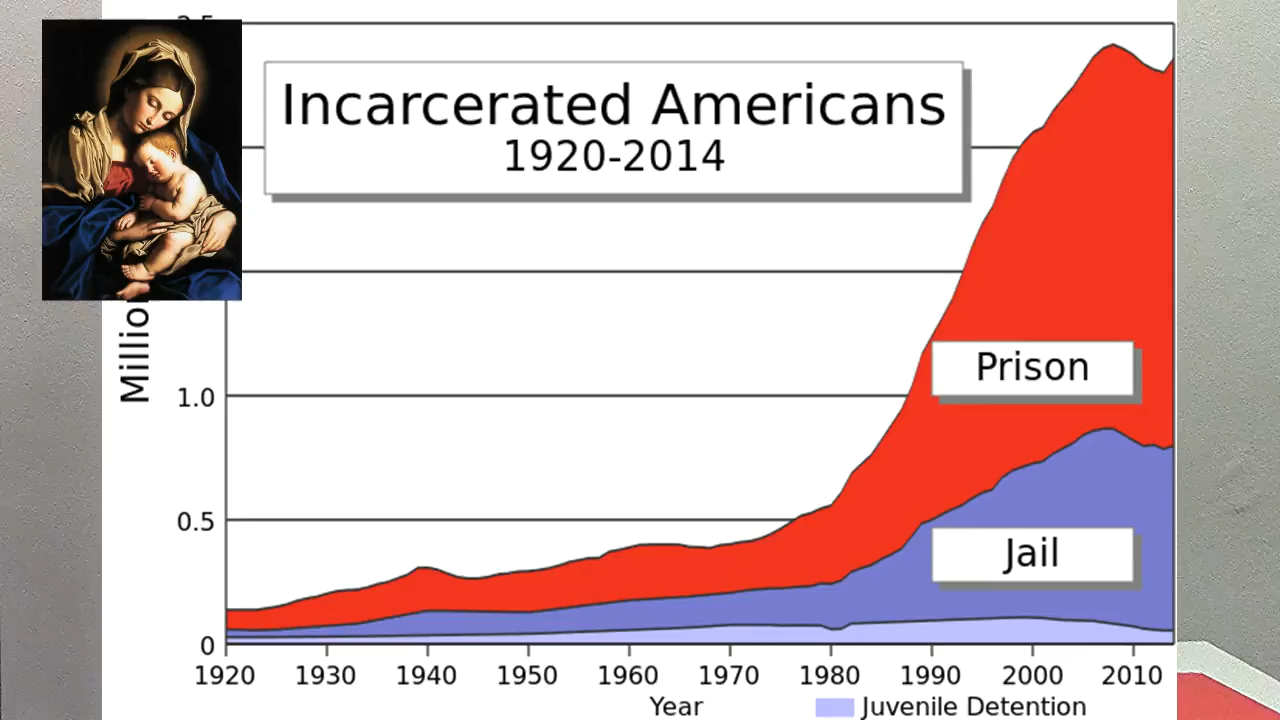 Incarcerated Americans
1920-2014
Prison
Jail
1.0
0.5
0
1920 1930 1940 1950 1960 1970 1980 1990 2000 2010
Year
Juvenile Detention